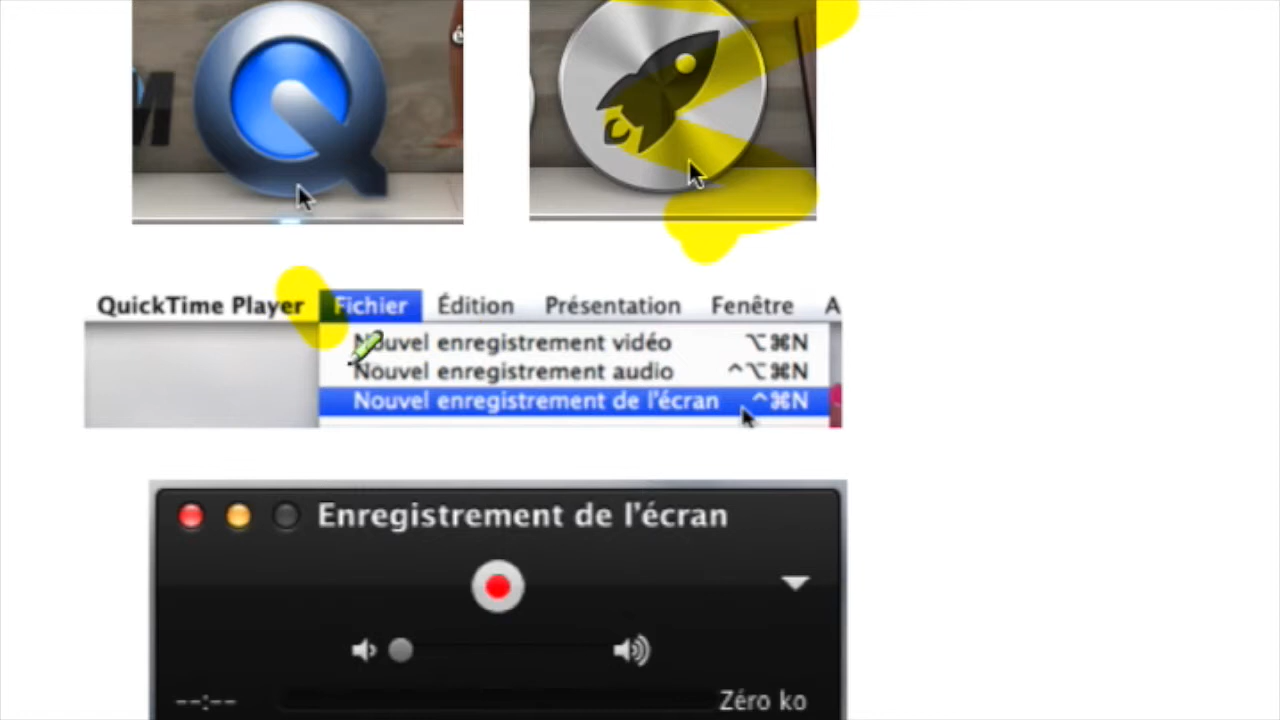 QuickTime Player Fichier Édition Présentation Fenêtre A
Nouvel enregistrement vidéo ⌥⌘N
Nouvel enregistrement audio ^⌥⌘N
Nouvel enregistrement de l'écran ^⌘N
Enregistrement de l'écran
--:-- Zéro ko